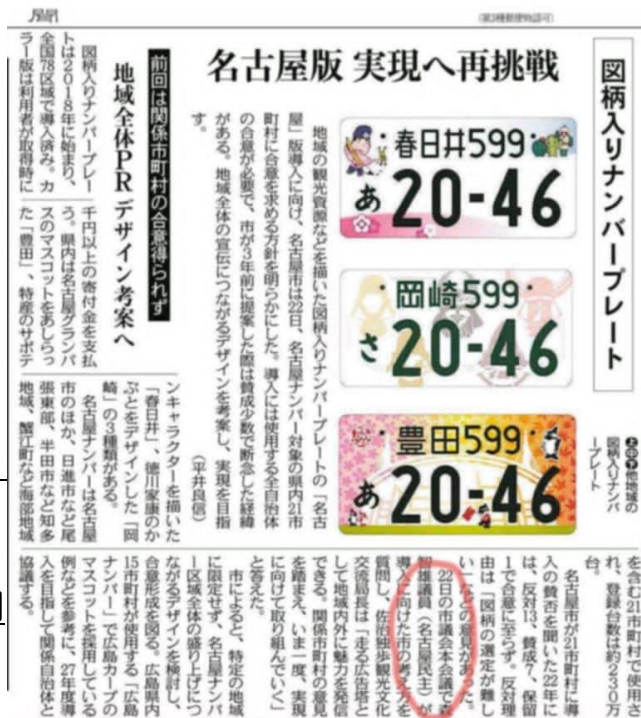 (第3種郵便物認可)
図柄入りナンバープレート
名古屋版 実現へ再挑戦
前回は関係市町村の合意得られず
地域全体PR デザイン考案へ
春日井599
あ 20-46
岡崎599
さ 20-46
豊田599
あ 20-46
上中下他地域の
図柄入りナンバ
ープレート
地域の観光資源などを描いた図柄入りナンバープレートの「名古
屋」版導入に向け、名古屋市は22日、名古屋ナンバー対象の県内21市
町村に合意を求める方針を明らかにした。導入には使用する全自治体
の合意が必要で、市が3年前に提案した際は賛成少数で断念した経緯
がある。地域全体の宣伝につながるデザインを考案し、実現を目指
す。
(平井良信)
図柄入りナンバープレー
トは2018年に始まり、
全国78区域で導入済み。カ
ラー版は利用者が取得時に
千円以上の寄付金を支払
う。県内は名古屋グランパ
スのマスコットをあしらっ
た「豊田」、特産のサボテ
ンキャラクターを描いた
「春日井」、徳川家康のか
ぶとをデザインした「岡
崎」の3種類がある。
名古屋ナンバーは名古屋
市のほか、日進市など尾
張東部、半田市など知多
地域、蟹江町など海部地域
を含む21市町村で使用さ
れ、登録台数は約230万
台。
名古屋市が21市町村に導
入の賛否を聞いた22年に
は、反対13、賛成7、保留
1で合意に至らず。反対理
由は「図柄の選定が難し
い」などの意見があった。
22日の市議会本会議で森
智雄議員(名古屋民主)が
導入に向けた市の考え方を
質問し、佐治独歩観光文化
交流局長は「走る広告塔と
して地域内外に魅力を発信
できる。関係市町村の意見
を踏まえ、いま一度、実現
に向けて取り組んでいく」
と答えた。
市によると、特定の地域
に限定せず、名古屋ナンバ
ー区域全体の盛り上げにつ
ながるデザインを検討し、
合意形成を図る。広島県内
15市町村が使用する「広島
ナンバー」で広島カープの
マスコットを採用している
例などを参考に、27年度導
入を目指して関係自治体と
協議する。